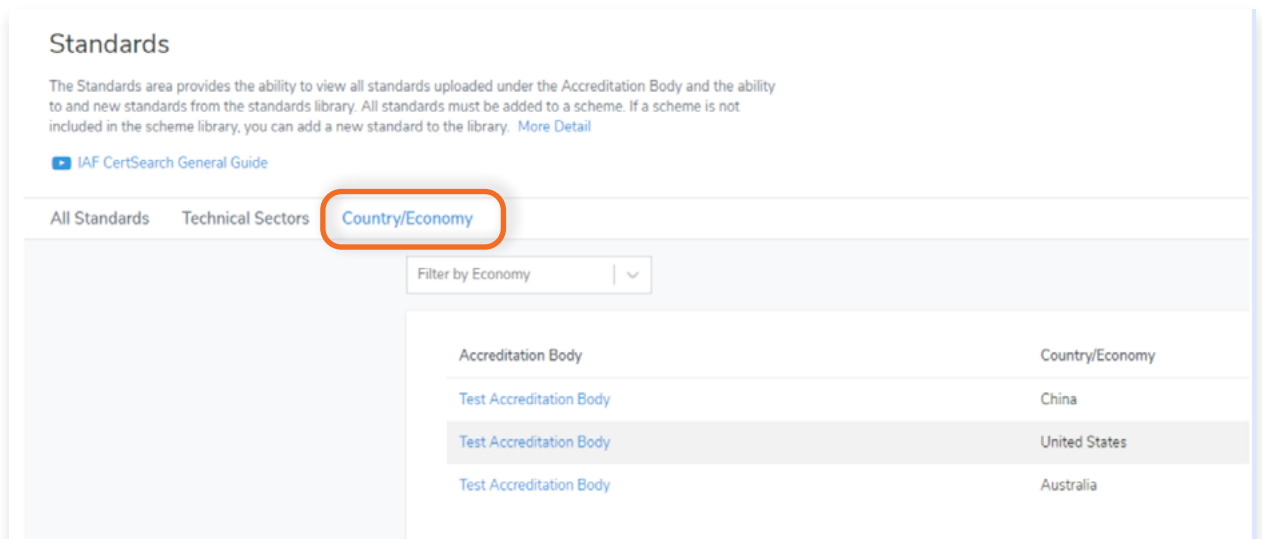 Standards
The Standards area provides the ability to view all standards uploaded under the Accreditation Body and the ability
to and new standards from the standards library. All standards must be added to a scheme. If a scheme is not
included in the scheme library, you can add a new standard to the library. More Detail
IAF CertSearch General Guide
All Standards Technical Sectors Country/Economy
Filter by Economy
Accreditation Body Country/Economy
Test Accreditation Body China
Test Accreditation Body United States
Test Accreditation Body Australia